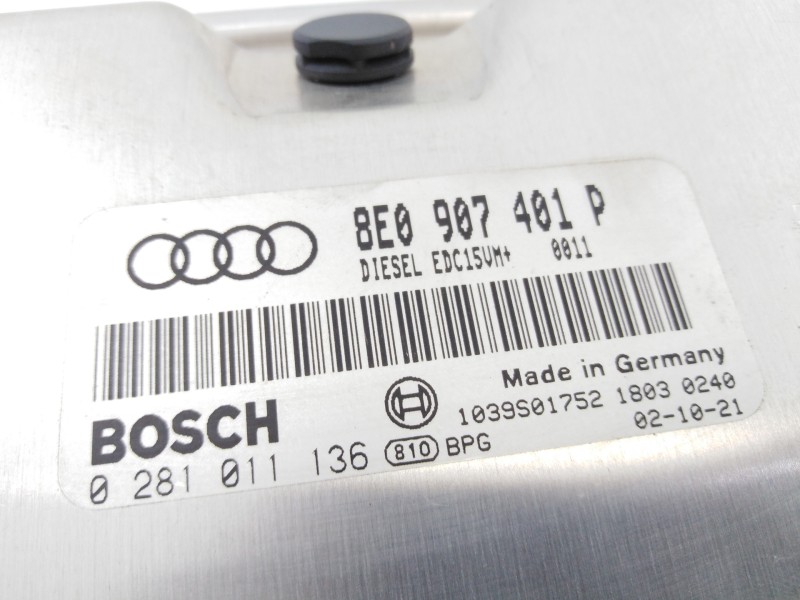 8E0 907 401 P
DIESEL EDC15VM+ 0011
Made in Germany
BOSCH
1039S01752 1803 0240
0 281 011 136 810 BPG
02-10-21